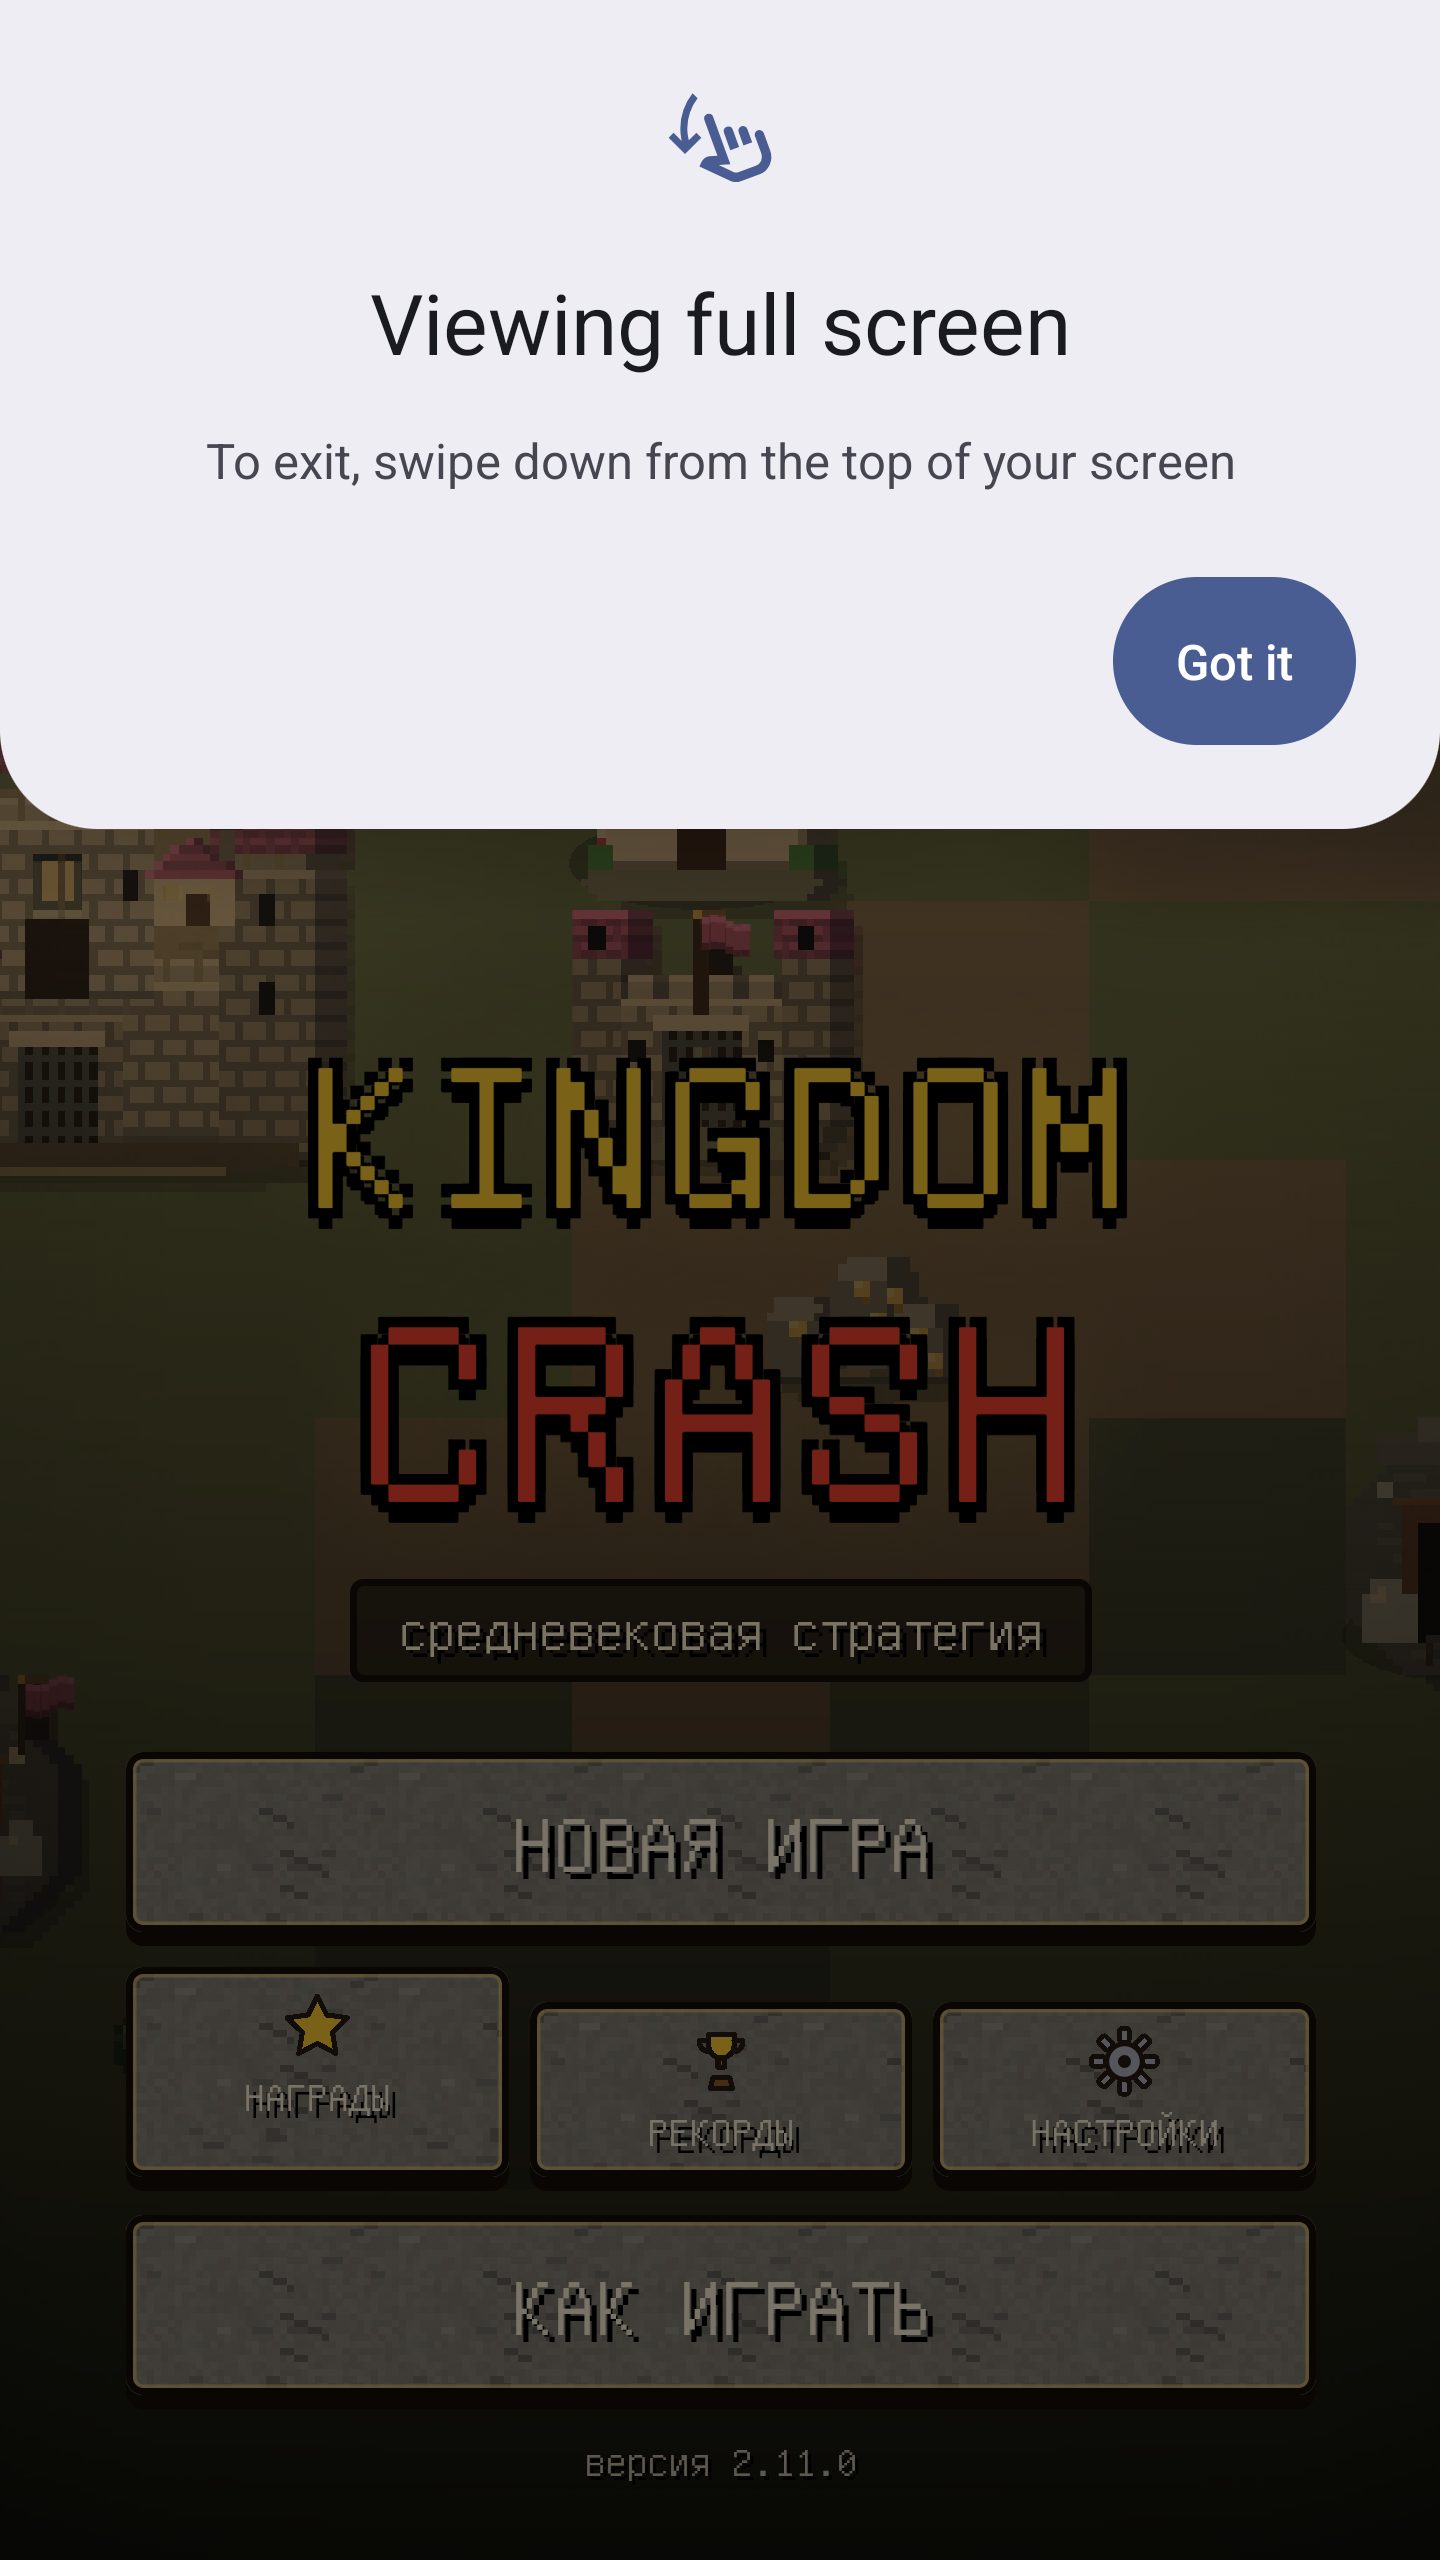 Viewing full screen
To exit, swipe down from the top of your screen
Got it
KINGDOM
CRASH
средневековая стратегия
НОВАЯ ИГРА
НАГРАДЫ
РЕКОРДЫ
НАСТРОЙКИ
КАК ИГРАТЬ
версия 2.11.0